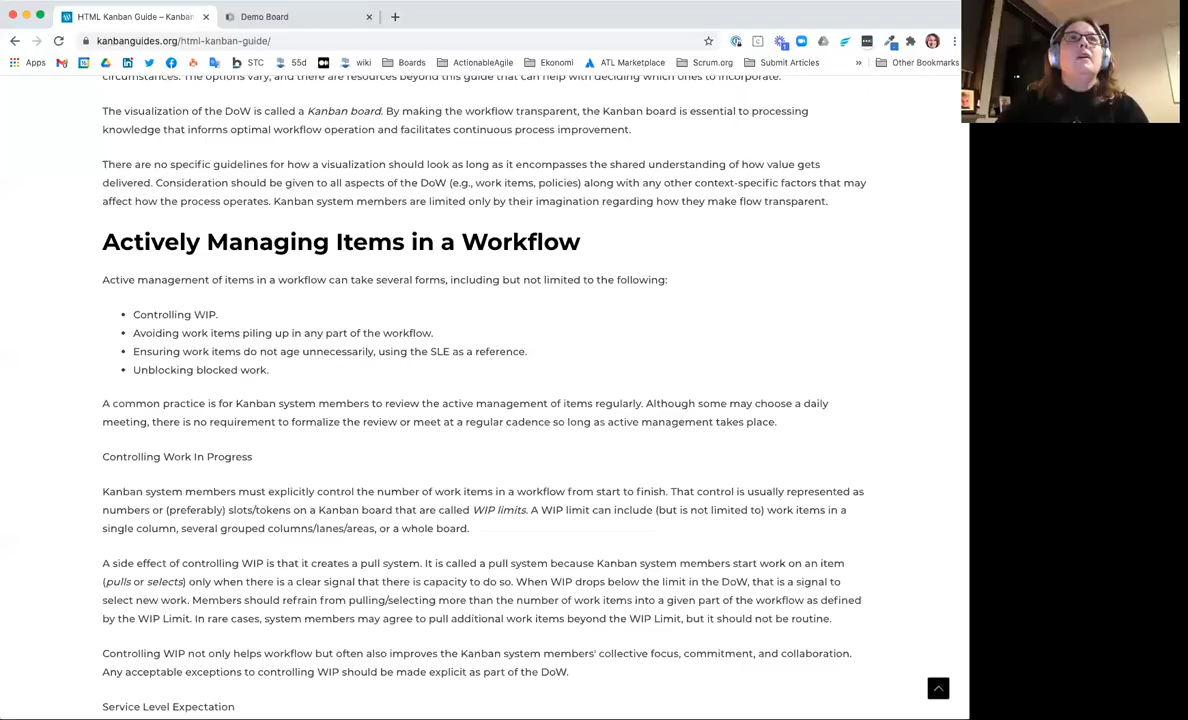 HTML Kanban Guide – Kanban
Demo Board
kanbanguides.org/html-kanban-guide/
Apps
STC
55d
wiki
Boards
ActionableAgile
Ekonomi
ATL Marketplace
Scrum.org
Submit Articles
»
Other Bookmarks
circumstances. The options vary, and there are resources beyond this guide that can help with deciding which ones to incorporate.
The visualization of the DoW is called a Kanban board. By making the workflow transparent, the Kanban board is essential to processing
knowledge that informs optimal workflow operation and facilitates continuous process improvement.
There are no specific guidelines for how a visualization should look as long as it encompasses the shared understanding of how value gets
delivered. Consideration should be given to all aspects of the DoW (e.g., work items, policies) along with any other context-specific factors that may
affect how the process operates. Kanban system members are limited only by their imagination regarding how they make flow transparent.
Actively Managing Items in a Workflow
Active management of items in a workflow can take several forms, including but not limited to the following:
• Controlling WIP.
• Avoiding work items piling up in any part of the workflow.
• Ensuring work items do not age unnecessarily, using the SLE as a reference.
• Unblocking blocked work.
A common practice is for Kanban system members to review the active management of items regularly. Although some may choose a daily
meeting, there is no requirement to formalize the review or meet at a regular cadence so long as active management takes place.
Controlling Work In Progress
Kanban system members must explicitly control the number of work items in a workflow from start to finish. That control is usually represented as
numbers or (preferably) slots/tokens on a Kanban board that are called WIP limits. A WIP limit can include (but is not limited to) work items in a
single column, several grouped columns/lanes/areas, or a whole board.
A side effect of controlling WIP is that it creates a pull system. It is called a pull system because Kanban system members start work on an item
(pulls or selects) only when there is a clear signal that there is capacity to do so. When WIP drops below the limit in the DoW, that is a signal to
select new work. Members should refrain from pulling/selecting more than the number of work items into a given part of the workflow as defined
by the WIP Limit. In rare cases, system members may agree to pull additional work items beyond the WIP Limit, but it should not be routine.
Controlling WIP not only helps workflow but often also improves the Kanban system members' collective focus, commitment, and collaboration.
Any acceptable exceptions to controlling WIP should be made explicit as part of the DoW.
Service Level Expectation